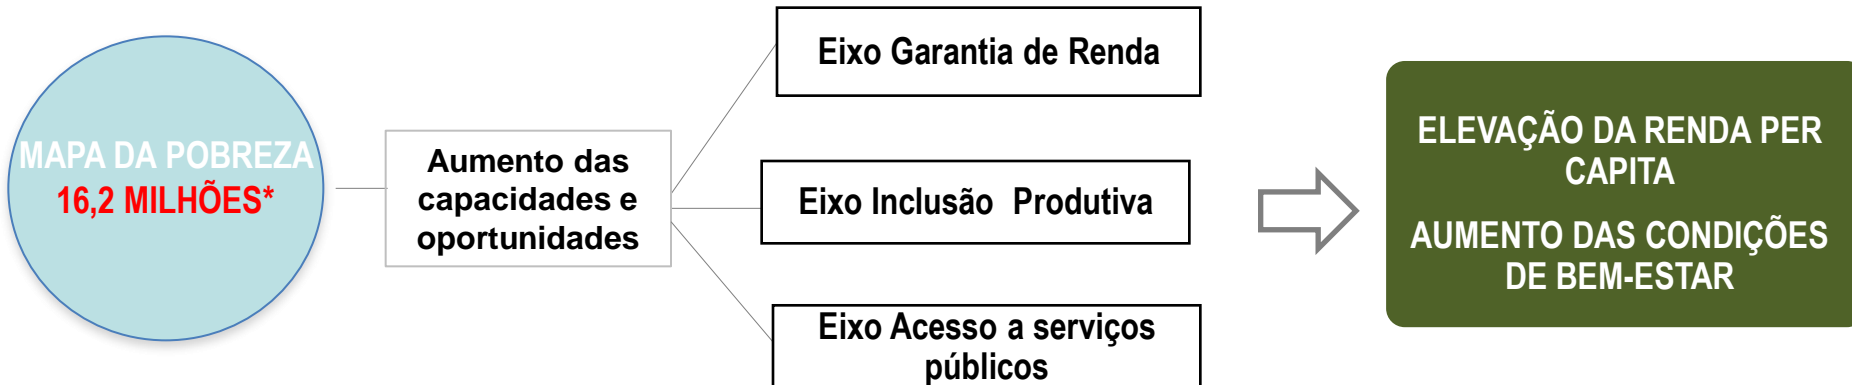 MAPA DA POBREZA
16,2 MILHÕES*
Aumento das
capacidades e
oportunidades
Eixo Garantia de Renda
Eixo Inclusão Produtiva
Eixo Acesso a serviços
públicos
ELEVAÇÃO DA RENDA PER
CAPITA
AUMENTO DAS CONDIÇÕES
DE BEM-ESTAR